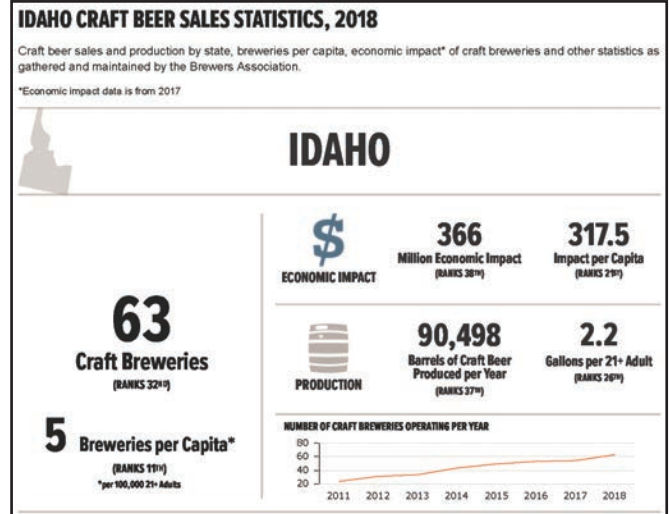 IDAHO CRAFT BEER SALES STATISTICS, 2018
Craft beer sales and production by state, breweries per capita, economic impact* of craft breweries and other statistics as
gathered and maintained by the Brewers Association.
*Economic impact data is from 2017
IDAHO
63
Craft Breweries
(RANKS 32ND)
5 Breweries per Capita*
(RANKS 11TH)
*per 100,000 21+ Adults
$
ECONOMIC IMPACT
366
Million Economic Impact
(RANKS 38TH)
317.5
Impact per Capita
(RANKS 21ST)
PRODUCTION
90,498
Barrels of Craft Beer
Produced per Year
(RANKS 37TH)
2.2
Gallons per 21+ Adult
(RANKS 26TH)
NUMBER OF CRAFT BREWERIES OPERATING PER YEAR
80
60
40
20
2011 2012 2013 2014 2015 2016 2017 2018